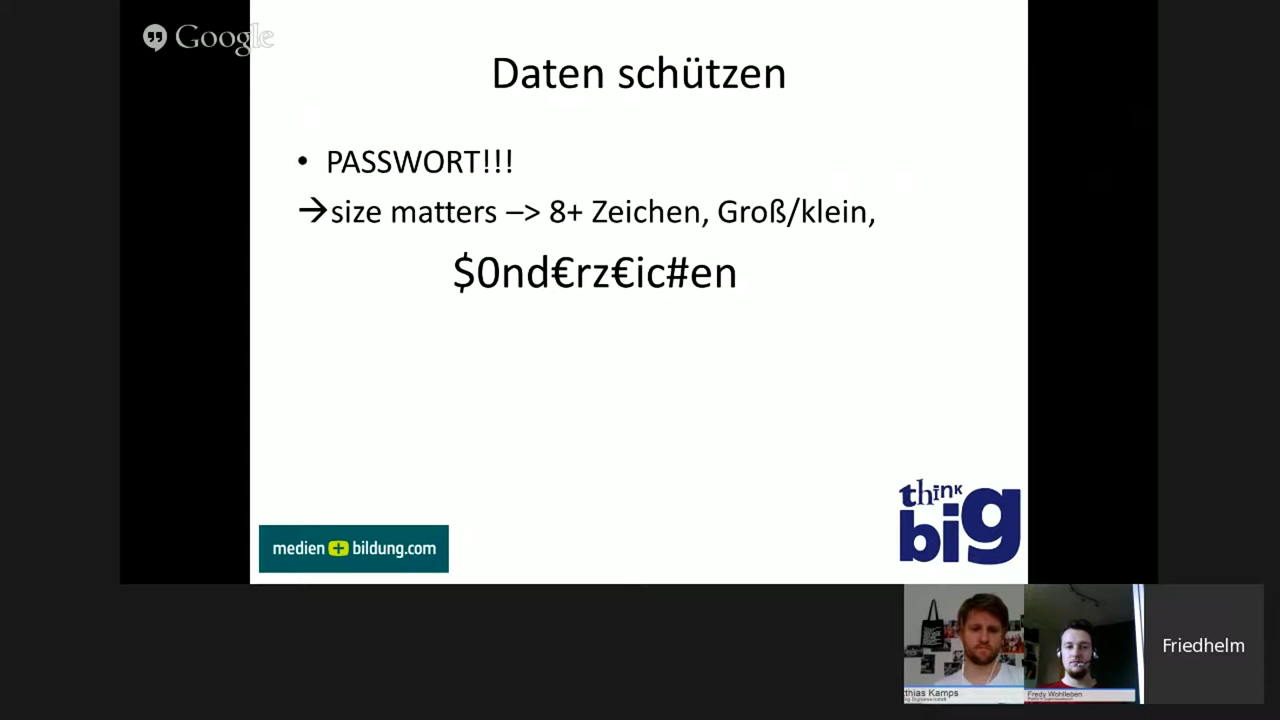 Google
Daten schützen
• PASSWORT!!!
→size matters –> 8+ Zeichen, Groß/klein,
$0nd€rz€ic#en
think
big
medien + bildung.com
Friedhelm
thias Kamps
Fredy Wohlleben